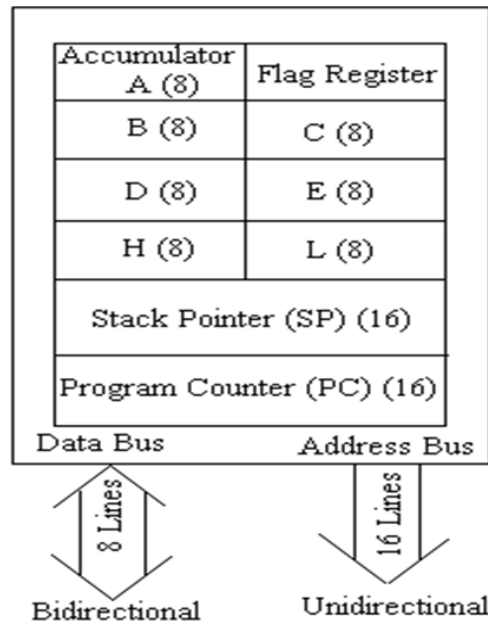 Accumulator
A (8)
Flag Register
B (8)
C (8)
D (8)
E (8)
H (8)
L (8)
Stack Pointer (SP) (16)
Program Counter (PC) (16)
Data Bus
Address Bus
8 Lines
16 Lines
Bidirectional
Unidirectional